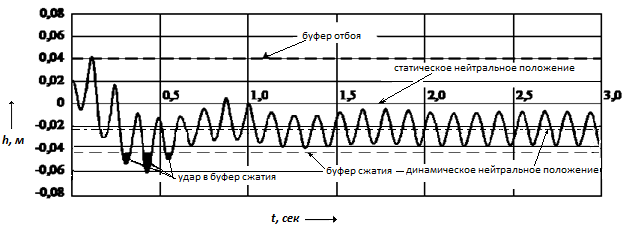 0,08
0,06
буфер отбоя
0,04
статическое нейтральное положение
0,02
0
0,5
1,0
1,5
2,0
2,5
3,0
-0,02
h, м
-0,04
удар в буфер сжатия
буфер сжатия
динамическое нейтральное положение
-0,06
-0,08
t, сек